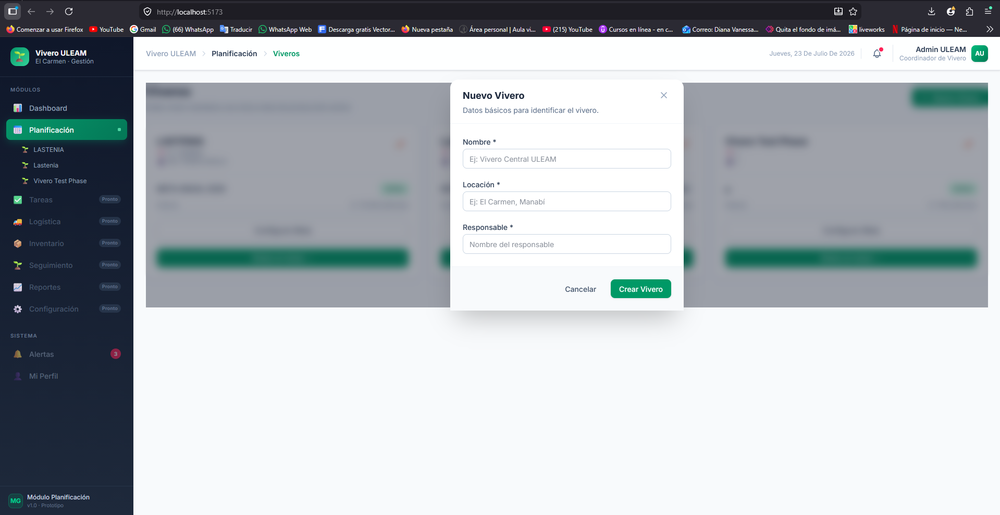 http://localhost:5173
Comenzar a usar Firefox
YouTube
Gmail
(66) WhatsApp
Traducir
WhatsApp Web
Descarga gratis Vector...
Nueva pestaña
Área personal | Aula vi...
(215) YouTube
Cursos en línea - en c...
Correo: Diana Vanessa...
Quita el fondo de imá...
liveworks
Página de inicio — Ne...
Vivero ULEAM
El Carmen · Gestión
MÓDULOS
Dashboard
Planificación
LASTENIA
Lastenia
Vivero Test Phase
Tareas Pronto
Logística Pronto
Inventario Pronto
Seguimiento Pronto
Reportes Pronto
Configuración Pronto
SISTEMA
Alertas 3
Mi Perfil
MG
Módulo Planificación
v1.0 · Prototipo
Vivero ULEAM > Planificación > Viveros
Jueves, 23 De Julio De 2026
Admin ULEAM
Coordinador de Vivero
AU
Nuevo Vivero
Datos básicos para identificar el vivero.
Nombre *
Ej: Vivero Central ULEAM
Locación *
Ej: El Carmen, Manabí
Responsable *
Nombre del responsable
Cancelar
Crear Vivero